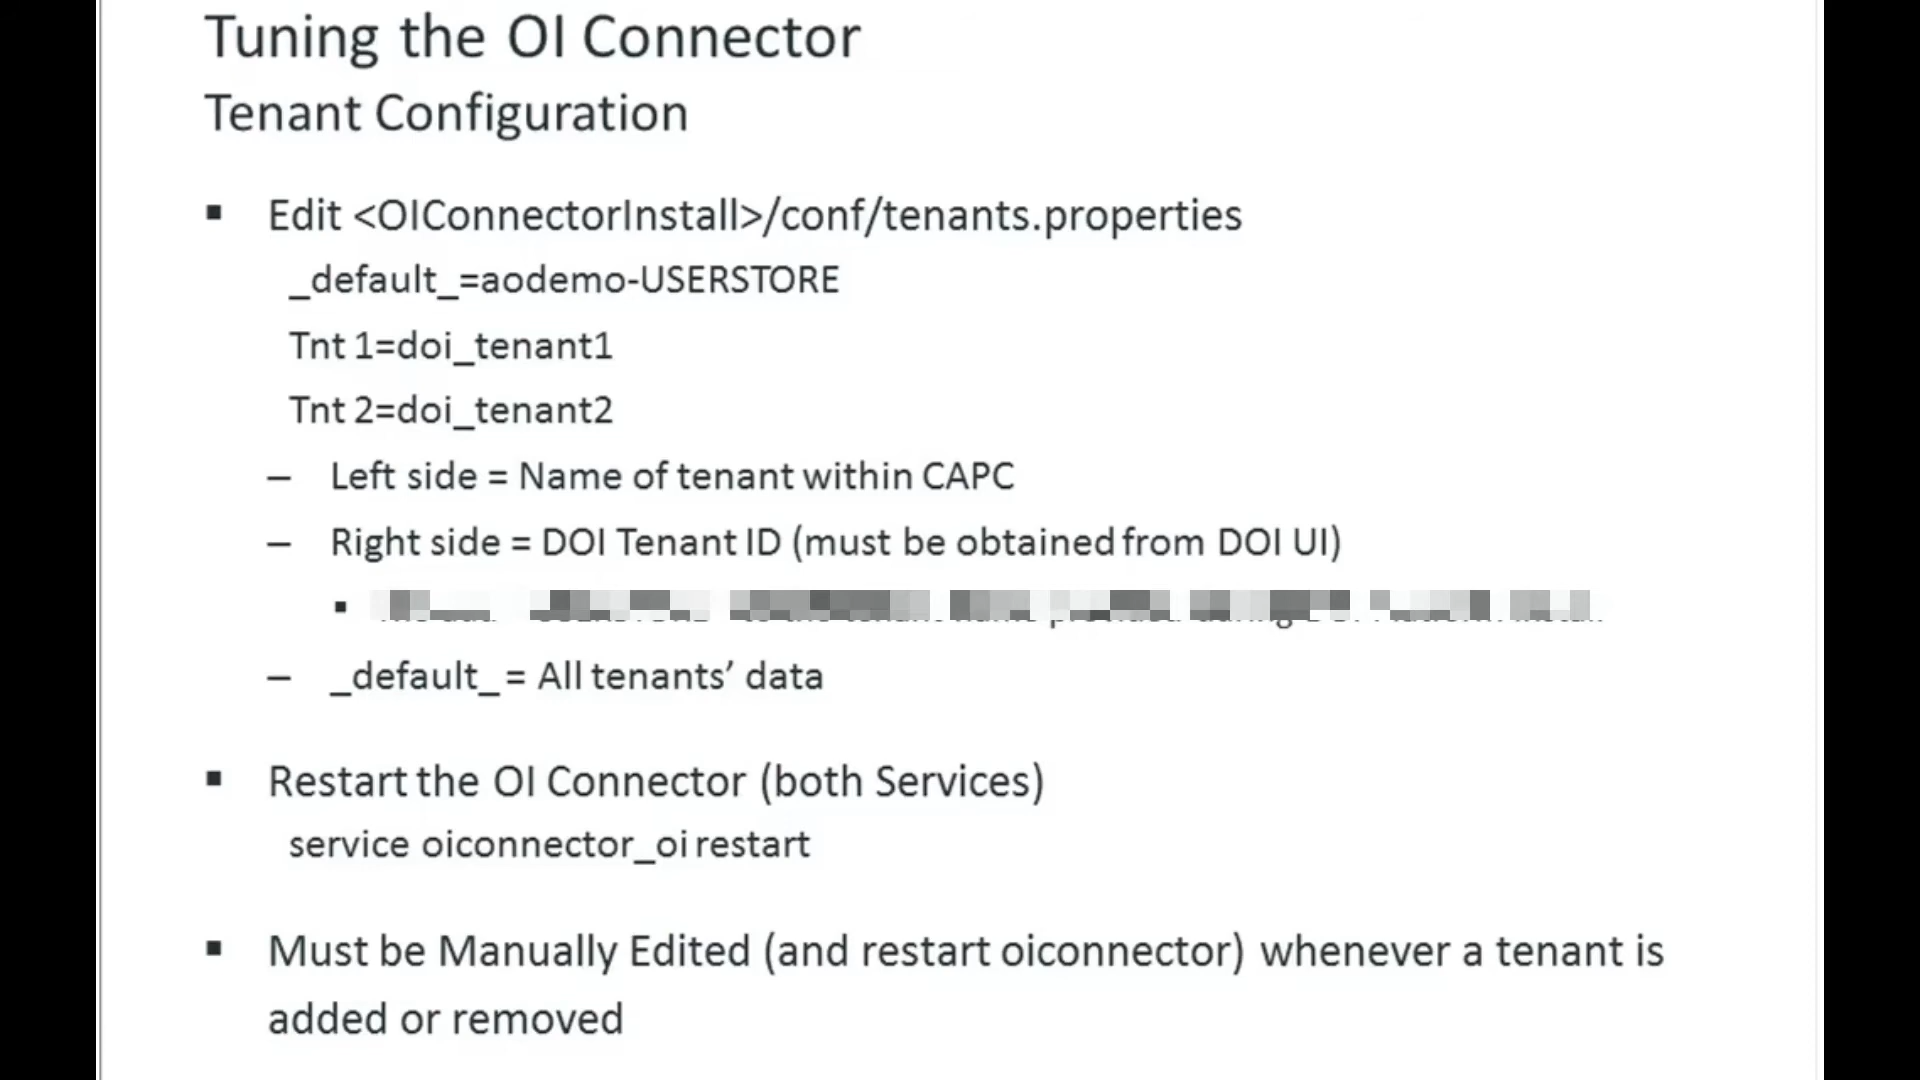 Tuning the OI Connector
Tenant Configuration
▪ Edit <OIConnectorInstall>/conf/tenants.properties
_default_=aodemo-USERSTORE
Tnt 1=doi_tenant1
Tnt 2=doi_tenant2
– Left side = Name of tenant within CAPC
– Right side = DOI Tenant ID (must be obtained from DOI UI)
– _default_ = All tenants’ data
▪ Restart the OI Connector (both Services)
service oiconnector_oi restart
▪ Must be Manually Edited (and restart oiconnector) whenever a tenant is
added or removed